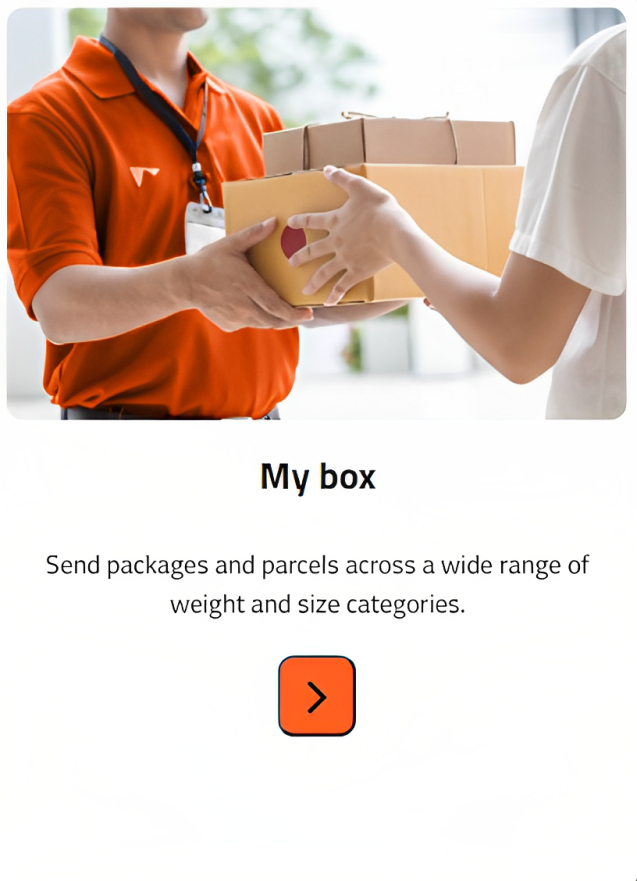 My box
Send packages and parcels across a wide range of
weight and size categories.